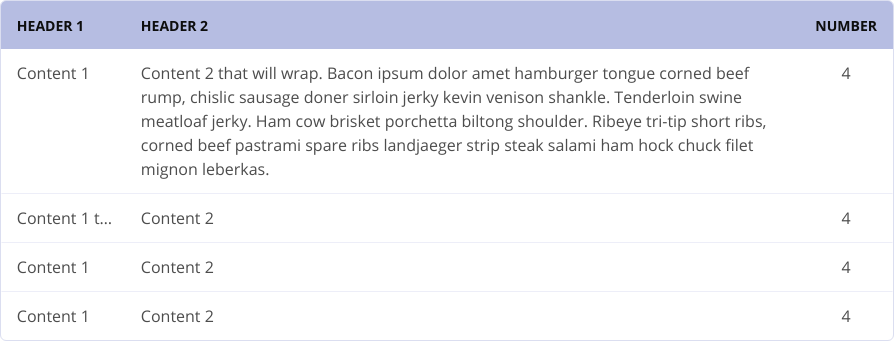 HEADER 1 HEADER 2 NUMBER
Content 1 Content 2 that will wrap. Bacon ipsum dolor amet hamburger tongue corned beef 4
rump, chislic sausage doner sirloin jerky kevin venison shankle. Tenderloin swine
meatloaf jerky. Ham cow brisket porchetta biltong shoulder. Ribeye tri-tip short ribs,
corned beef pastrami spare ribs landjaeger strip steak salami ham hock chuck filet
mignon leberkas.
Content 1 t... Content 2 4
Content 1 Content 2 4
Content 1 Content 2 4